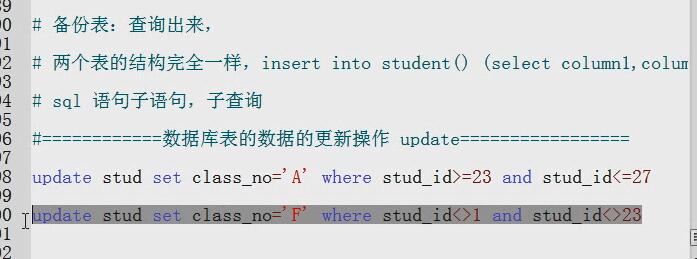 89
90 # 备份表：查询出来，
91
92 # 两个表的结构完全一样，insert into student() (select column1,colum
93
94 # sql 语句子语句，子查询
95
96 #============数据库表的数据的更新操作 update=================
97
98 update stud set class_no='A' where stud_id>=23 and stud_id<=27
99
00 update stud set class_no='F' where stud_id<>1 and stud_id<>23
01
02